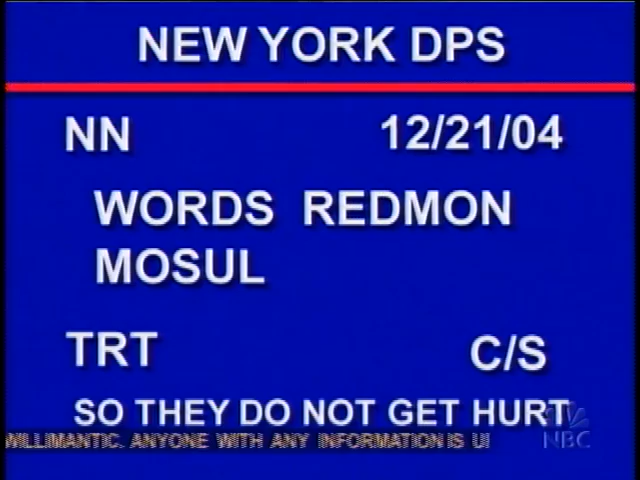 NEW YORK DPS
NN 12/21/04
WORDS REDMON
MOSUL
TRT C/S
SO THEY DO NOT GET HURT
WILLIMANTIC. ANYONE WITH ANY INFORMATION IS
NBC